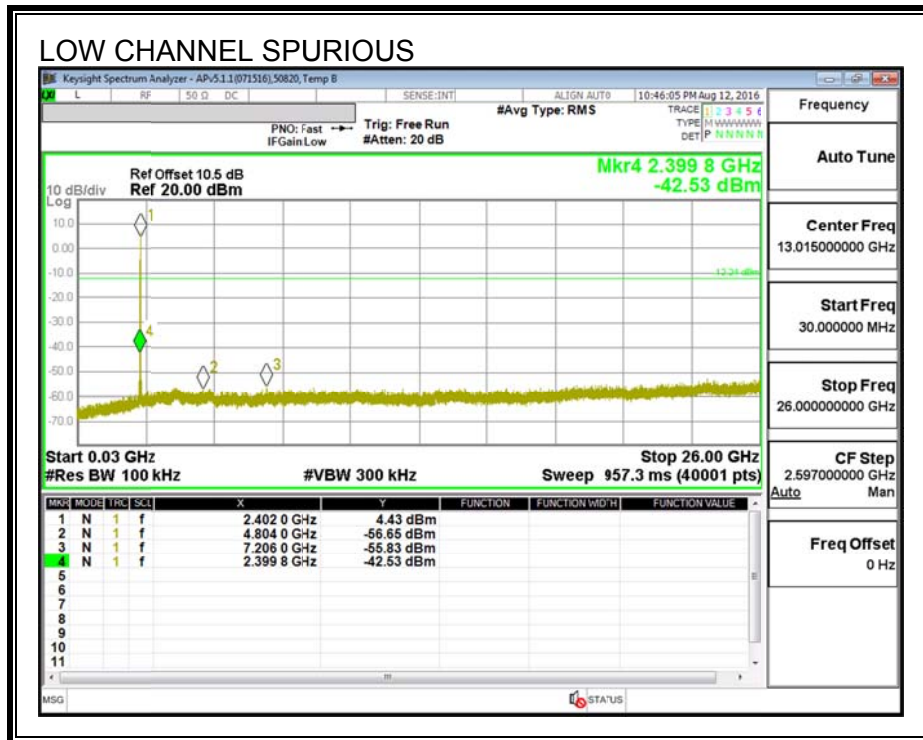 LOW CHANNEL SPURIOUS
Keysight Spectrum Analyzer - APv5.1.1(071516),50820, Temp B
L RF 50 Ω DC SENSE:INT ALIGN AUTO 10:46:05 PM Aug 12, 2016
PNO: Fast Trig: Free Run #Avg Type: RMS TRACE 1 2 3 4 5 6
IFGain:Low #Atten: 20 dB TYPE M WWWWW
DET P N N N N N
Mkr4 2.399 8 GHz
-42.53 dBm
Ref Offset 10.5 dB
10 dB/div Ref 20.00 dBm
Log
10.0
0.00
-10.0
-20.0
-30.0
-40.0
-50.0
-60.0
-70.0
1
4
2
3
Start 0.03 GHz Stop 26.00 GHz
#Res BW 100 kHz #VBW 300 kHz Sweep 957.3 ms (40001 pts)
MKR MODE TRC SCL X Y FUNCTION FUNCTION WIDTH FUNCTION VALUE
1 N 1 f 2.402 0 GHz 4.43 dBm
2 N 1 f 4.804 0 GHz -56.65 dBm
3 N 1 f 7.206 0 GHz -55.83 dBm
4 N 1 f 2.399 8 GHz -42.53 dBm
5
6
7
8
9
10
11
MSG STATUS
Frequency
Auto Tune
Center Freq
13.015000000 GHz
Start Freq
30.000000 MHz
Stop Freq
26.000000000 GHz
CF Step
2.597000000 GHz
Auto Man
Freq Offset
0 Hz